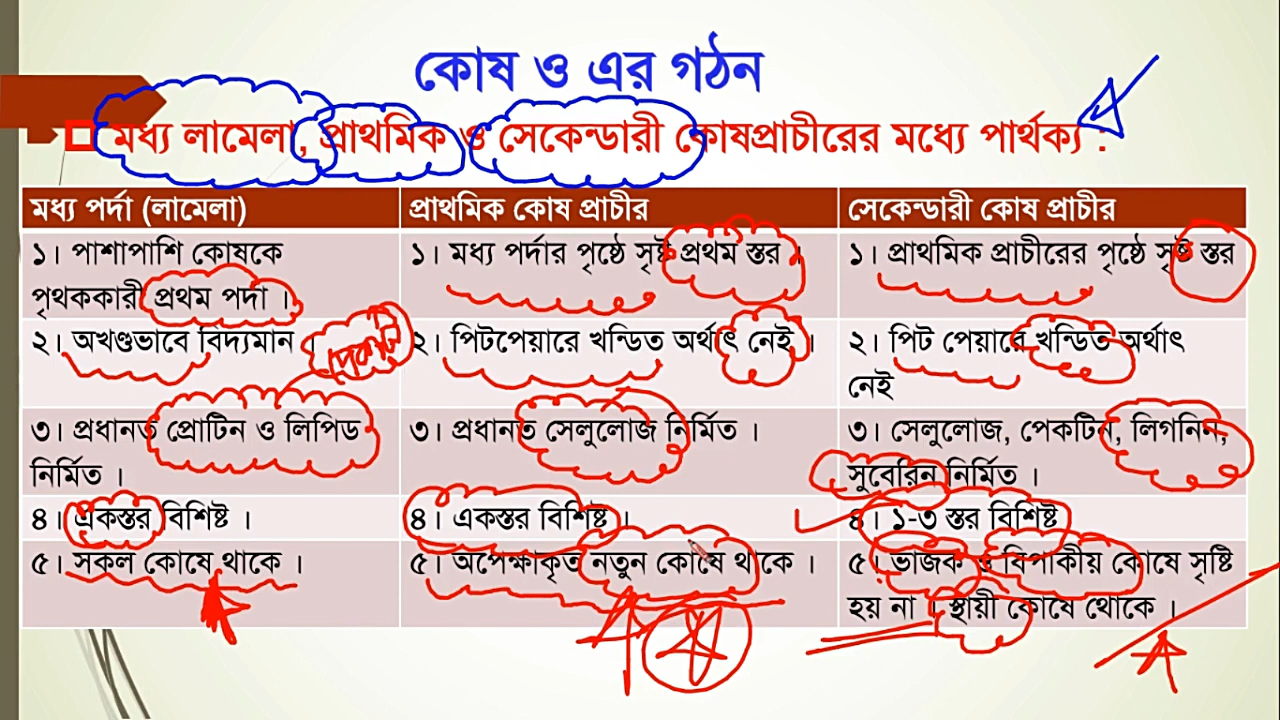 কোষ ও এর গঠন
মধ্য লামেলা, প্রাথমিক ও সেকেন্ডারী কোষপ্রাচীরের মধ্যে পার্থক্য :
মধ্য পর্দা (লামেলা)
প্রাথমিক কোষ প্রাচীর
সেকেন্ডারী কোষ প্রাচীর
১। পাশাপাশি কোষকে
পৃথককারী প্রথম পর্দা ।
১। মধ্য পর্দার পৃষ্ঠে সৃষ্ট প্রথম স্তর ।
১। প্রাথমিক প্রাচীরের পৃষ্ঠে সৃষ্ট স্তর
২। অখণ্ডভাবে বিদ্যমান ।
২। পিটপেয়ারে খন্ডিত অর্থাৎ নেই ।
২। পিট পেয়ারে খন্ডিত অর্থাৎ
নেই
৩। প্রধানত প্রোটিন ও লিপিড
নির্মিত ।
৩। প্রধানত সেলুলোজ নির্মিত ।
৩। সেলুলোজ, পেকটিন, লিগনিন,
সুবেরিন নির্মিত ।
৪। একস্তর বিশিষ্ট ।
৪। একস্তর বিশিষ্ট ।
৪। ১-৩ স্তর বিশিষ্ট
৫। সকল কোষে থাকে ।
৫। অপেক্ষাকৃত নতুন কোষে থাকে ।
৫। ভাজক ও বিপাকীয় কোষে সৃষ্টি
হয় না । স্থায়ী কোষে থোকে ।